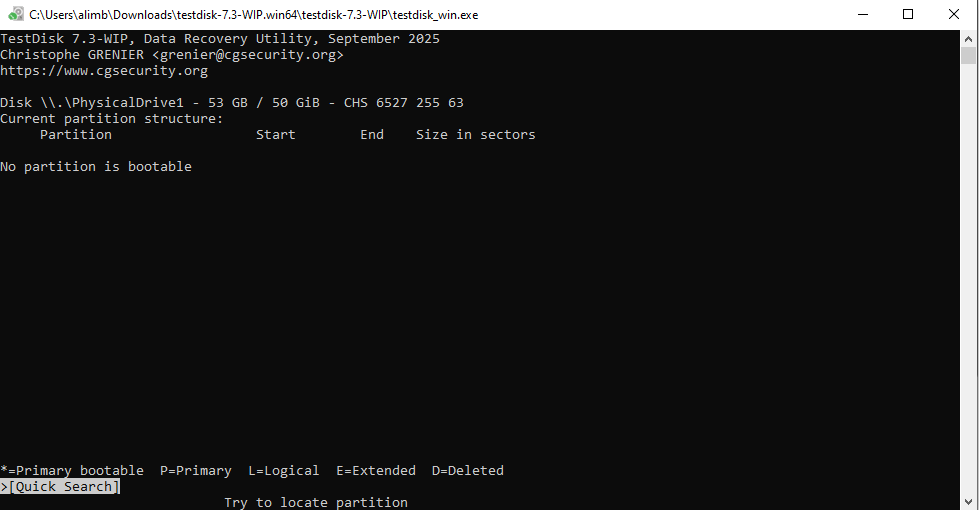 C:\Users\alimb\Downloads\testdisk-7.3-WIP.win64\testdisk-7.3-WIP\testdisk_win.exe
TestDisk 7.3-WIP, Data Recovery Utility, September 2025
Christophe GRENIER <grenier@cgsecurity.org>
https://www.cgsecurity.org
Disk \\.\PhysicalDrive1 - 53 GB / 50 GiB - CHS 6527 255 63
Current partition structure:
Partition Start End Size in sectors
No partition is bootable
*=Primary bootable P=Primary L=Logical E=Extended D=Deleted
>[Quick Search]
Try to locate partition